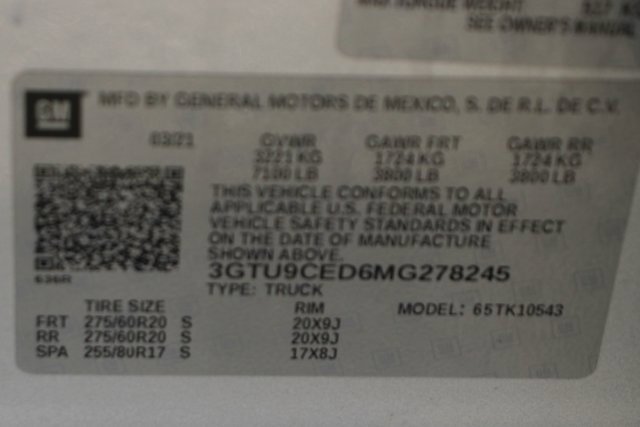 SEE OWNER'S MANUAL
GM
MFD BY GENERAL MOTORS DE MEXICO, S. DE R.L. DE C.V.
03/21 GVWR GAWR FRT GAWR RR
3221 KG 1724 KG 1724 KG
7100 LB 3800 LB 3800 LB
THIS VEHICLE CONFORMS TO ALL
APPLICABLE U.S. FEDERAL MOTOR
VEHICLE SAFETY STANDARDS IN EFFECT
ON THE DATE OF MANUFACTURE
SHOWN ABOVE.
3GTU9CED6MG278245
636R
TYPE: TRUCK
TIRE SIZE RIM MODEL: 65TK10543
FRT 275/60R20 S 20X9J
RR 275/60R20 S 20X9J
SPA 255/80R17 S 17X8J